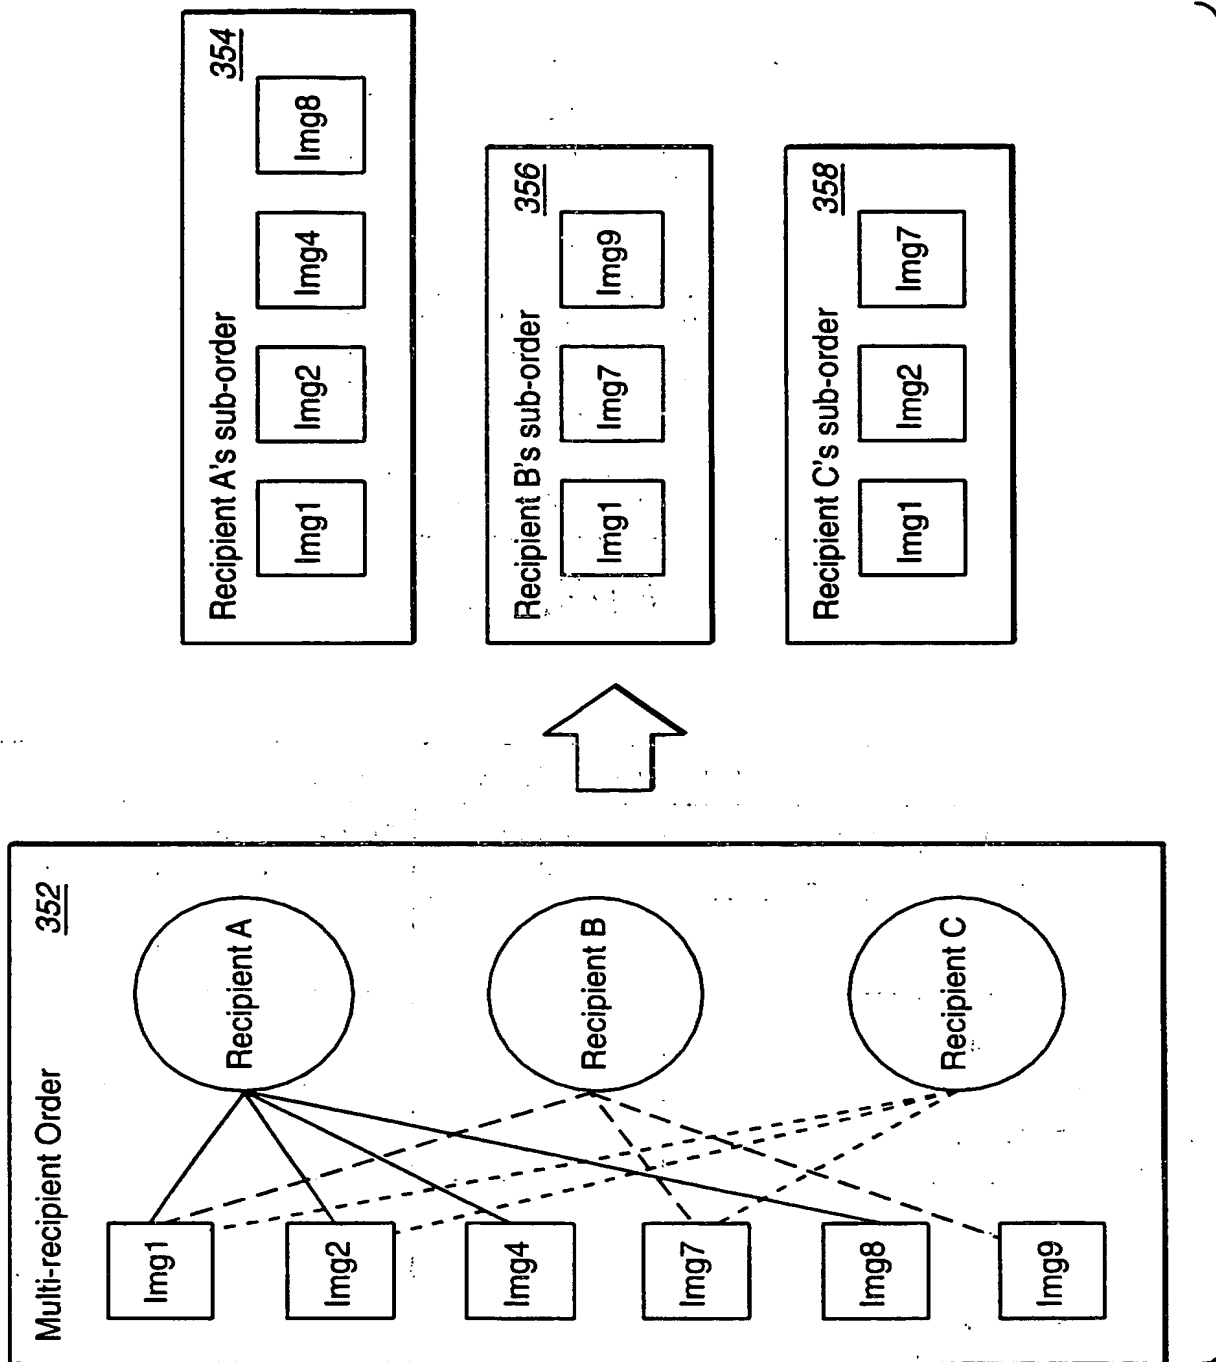 Multi-recipient Order 352
Img1
Img2
Img4
Img7
Img8
Img9
Recipient A
Recipient B
Recipient C
Recipient A's sub-order 354
Img1 Img2 Img4 Img8
Recipient B's sub-order 356
Img1 Img7 Img9
Recipient C's sub-order 358
Img1 Img2 Img7